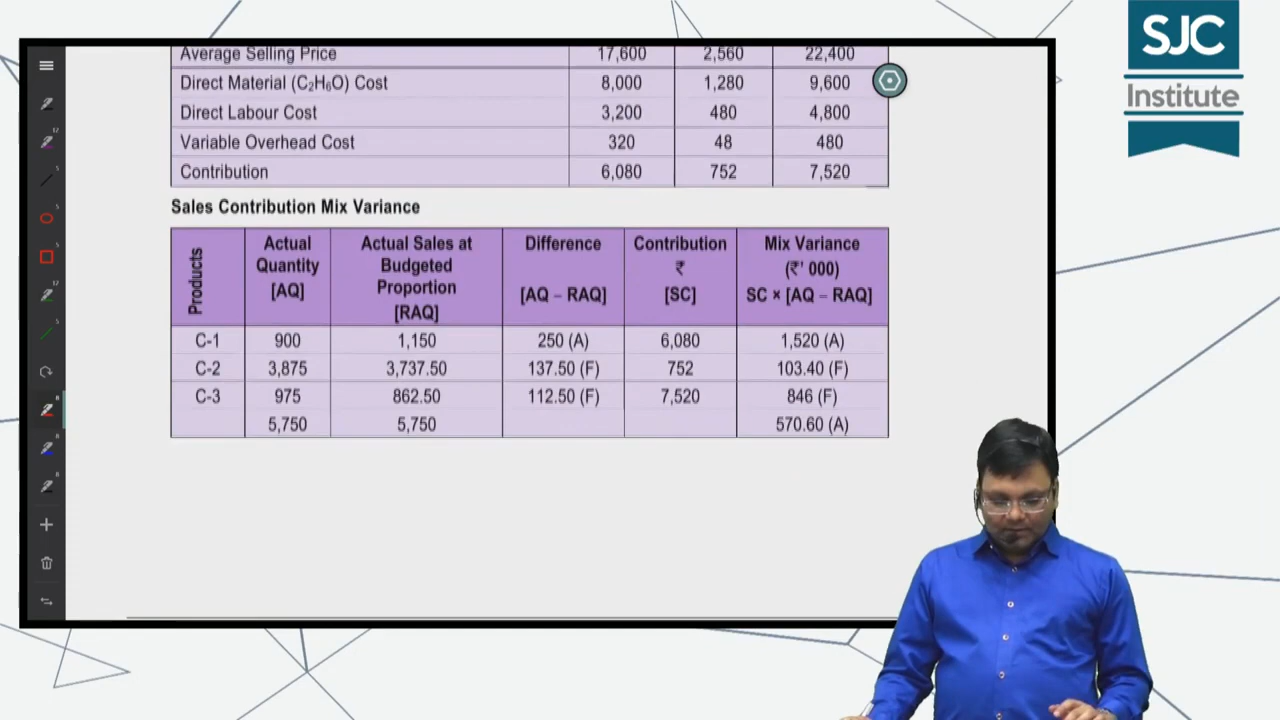 SJC
Institute
Average Selling Price 17,600 2,560 22,400
Direct Material (C₂H₆O) Cost 8,000 1,280 9,600
Direct Labour Cost 3,200 480 4,800
Variable Overhead Cost 320 48 480
Contribution 6,080 752 7,520
Sales Contribution Mix Variance
Products
Actual Quantity [AQ]
Actual Sales at Budgeted Proportion [RAQ]
Difference [AQ – RAQ]
Contribution ₹ [SC]
Mix Variance (₹' 000) SC × [AQ – RAQ]
C-1 900 1,150 250 (A) 6,080 1,520 (A)
C-2 3,875 3,737.50 137.50 (F) 752 103.40 (F)
C-3 975 862.50 112.50 (F) 7,520 846 (F)
5,750 5,750 570.60 (A)